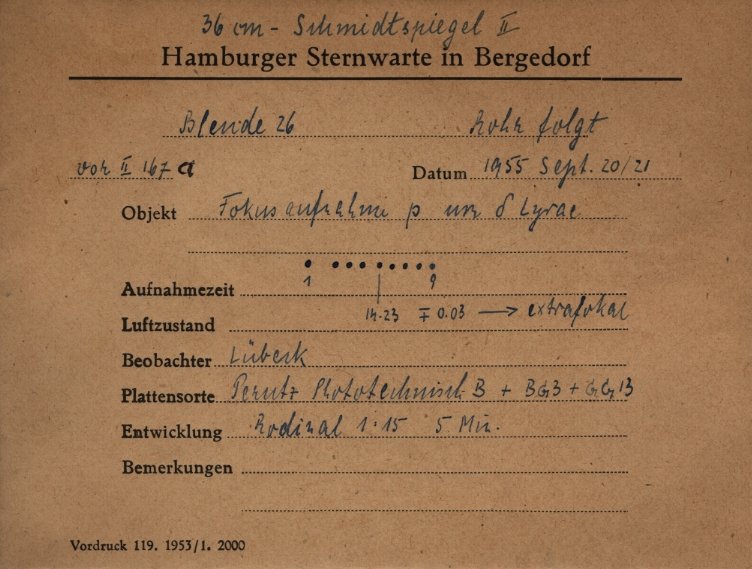 36 cm - Schmidtspiegel II
Hamburger Sternwarte in Bergedorf
Blende 26 Rohr folgt
vor II 167 a Datum 1955 Sept. 20/21
Objekt Fokusaufnahme p um δ Lyrae
1 9
Aufnahmezeit
14.23 ∓ 0.03 → extrafokal
Luftzustand
Beobachter Lübeck
Plattensorte Perutz Phototechnisch B + BG3 + GG13
Entwicklung Rodinal 1:15 5 Min.
Bemerkungen
Vordruck 119. 1953/1. 2000